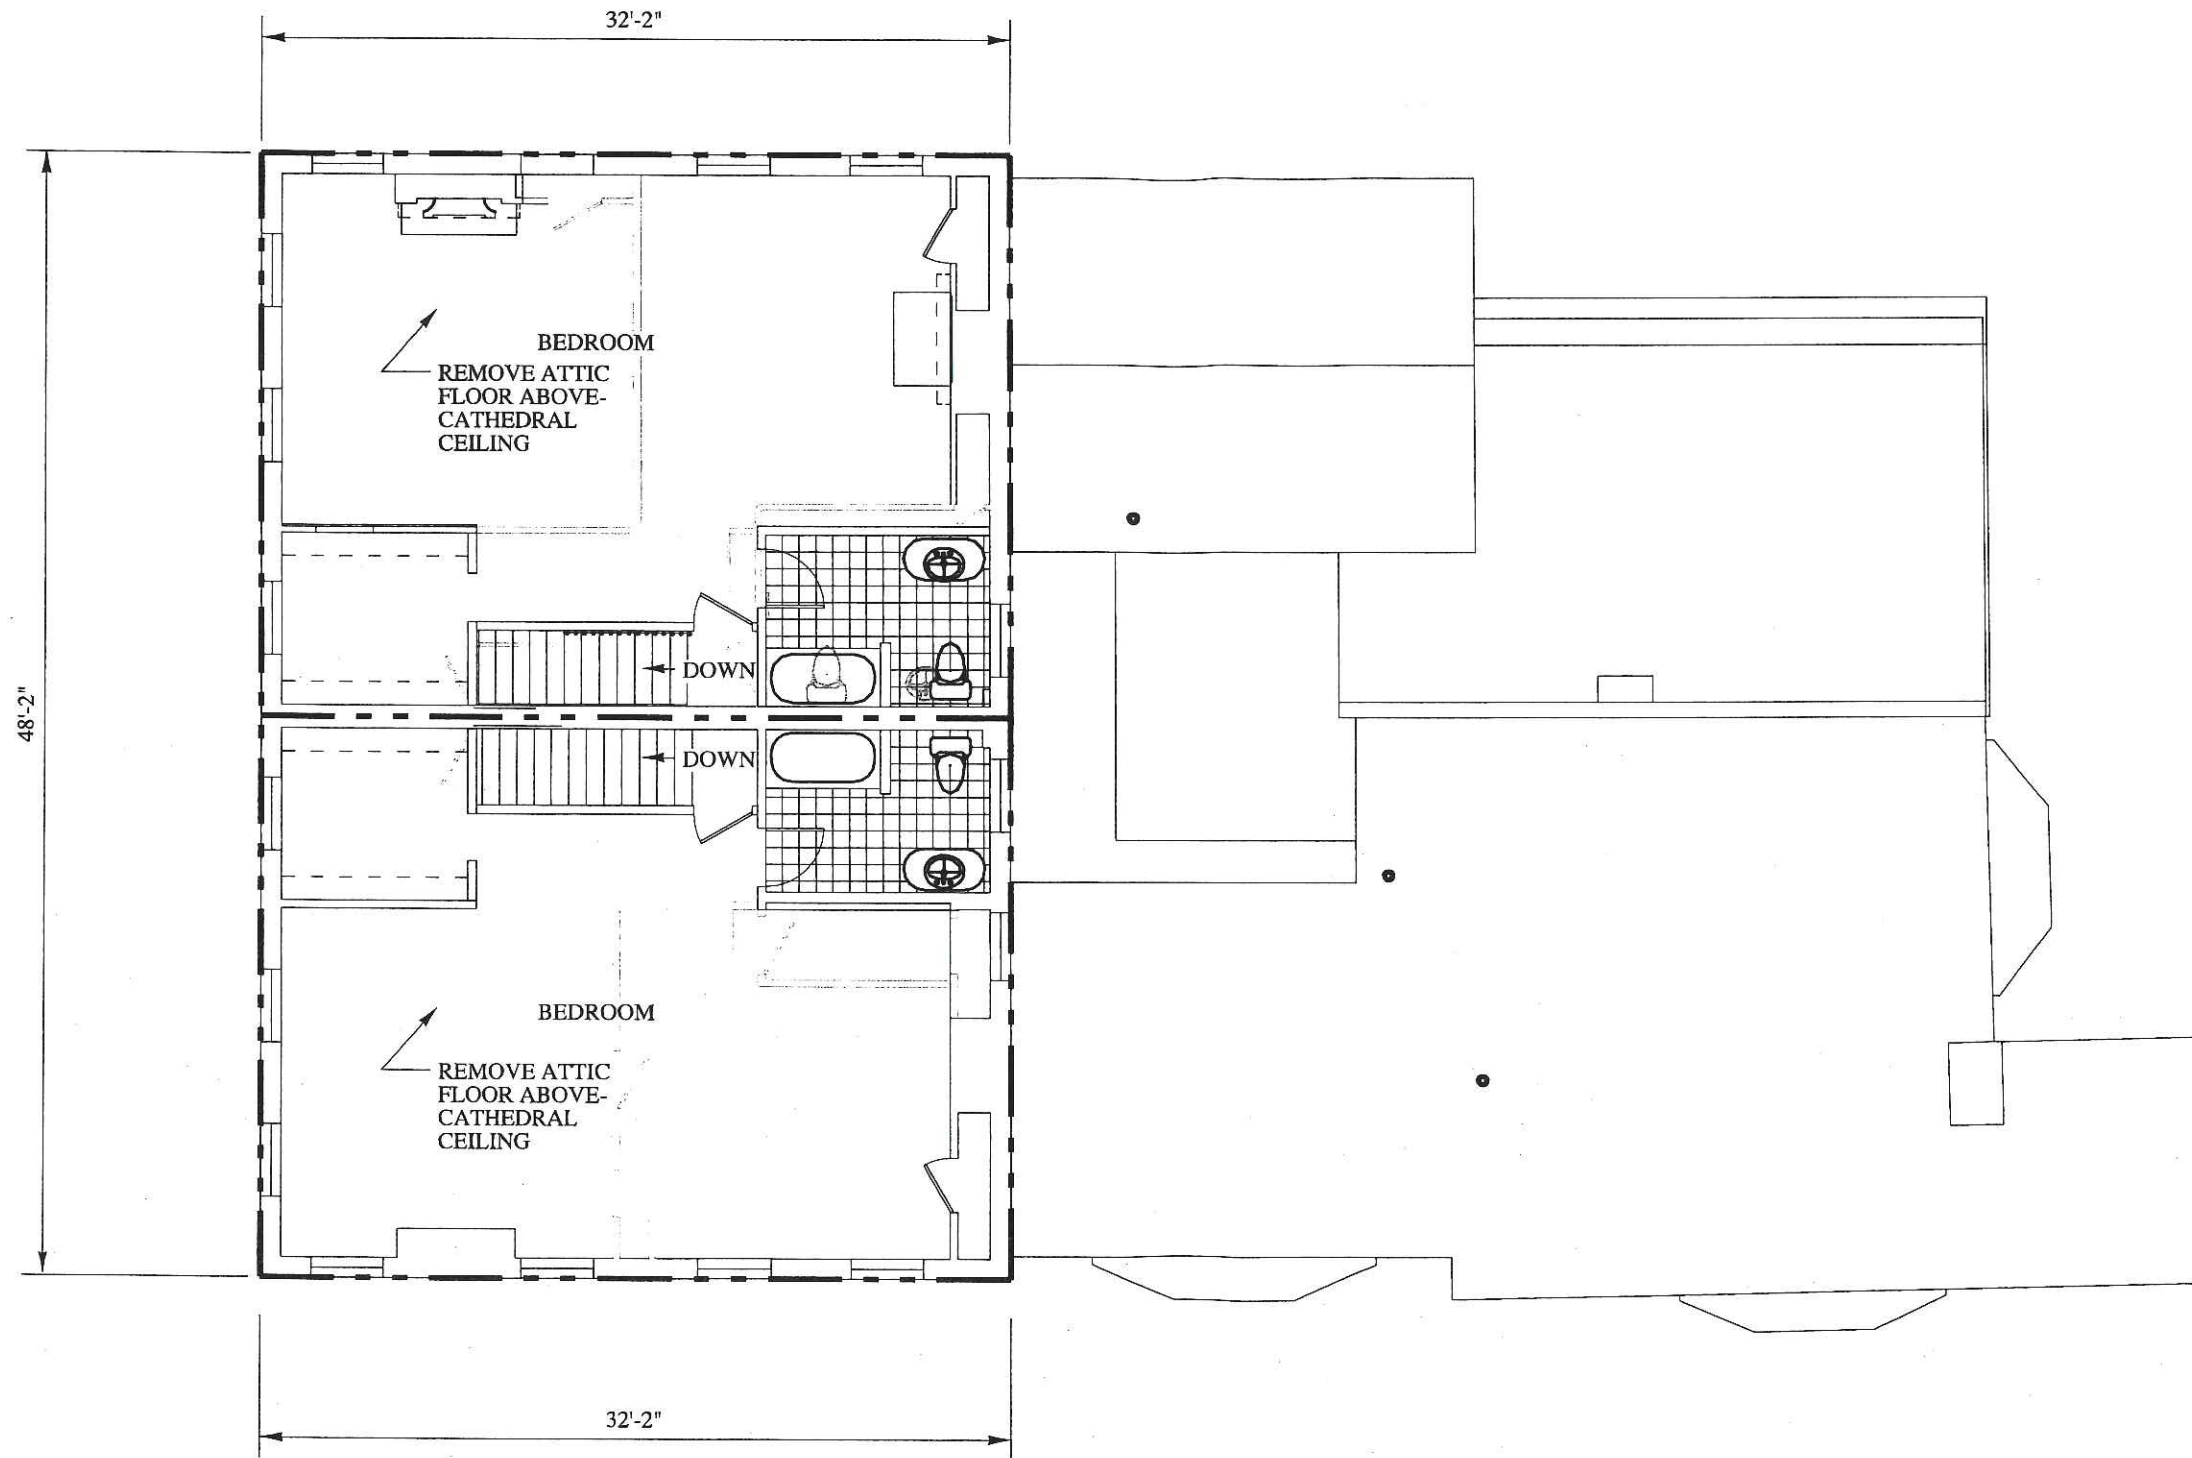 32'-2"
48'-2"
BEDROOM
REMOVE ATTIC
FLOOR ABOVE-
CATHEDRAL
CEILING
DOWN
DOWN
BEDROOM
REMOVE ATTIC
FLOOR ABOVE-
CATHEDRAL
CEILING
32'-2"